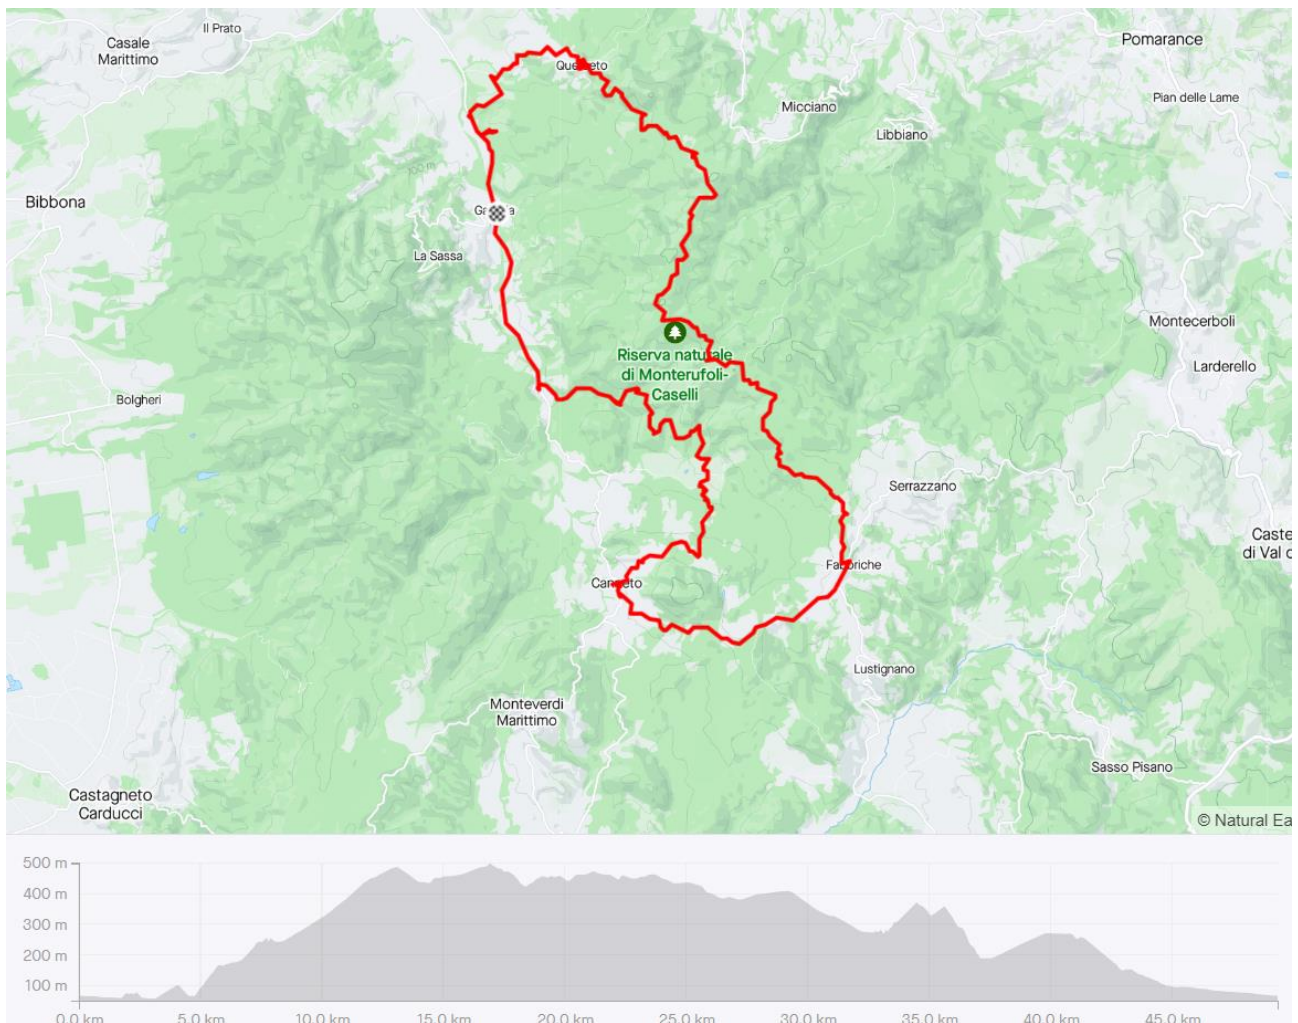 Il Prato
Casale
Marittimo
Pomarance
Pian delle Lame
Micciano
Libbiano
100 m
Bibbona
La Sassa
Montecerboli
Larderello
Riserva naturale
di Monterufoli-
Caselli
Bolgheri
Serrazzano
Caste
di Val d
Lustignano
Monteverdi
Marittimo
Sasso Pisano
Castagneto
Carducci
© Natural Ea
500 m
400 m
300 m
200 m
100 m
0.0 km 5.0 km 10.0 km 15.0 km 20.0 km 25.0 km 30.0 km 35.0 km 40.0 km 45.0 km